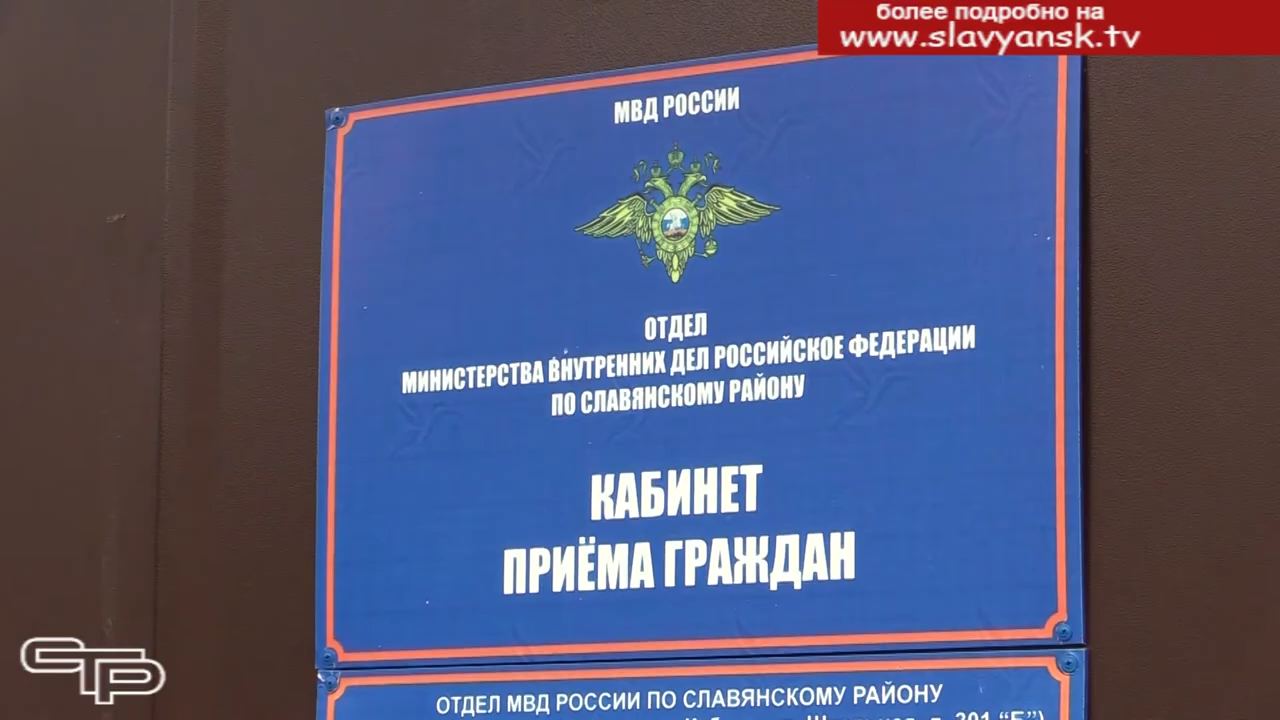 более подробно на
www.slavyansk.tv
МВД РОССИИ
ОТДЕЛ
МИНИСТЕРСТВА ВНУТРЕННИХ ДЕЛ РОССИЙСКОЕ ФЕДЕРАЦИИ
ПО СЛАВЯНСКОМУ РАЙОНУ
КАБИНЕТ
ПРИЁМА ГРАЖДАН
СТР
ОТДЕЛ МВД РОССИИ ПО СЛАВЯНСКОМУ РАЙОНУ